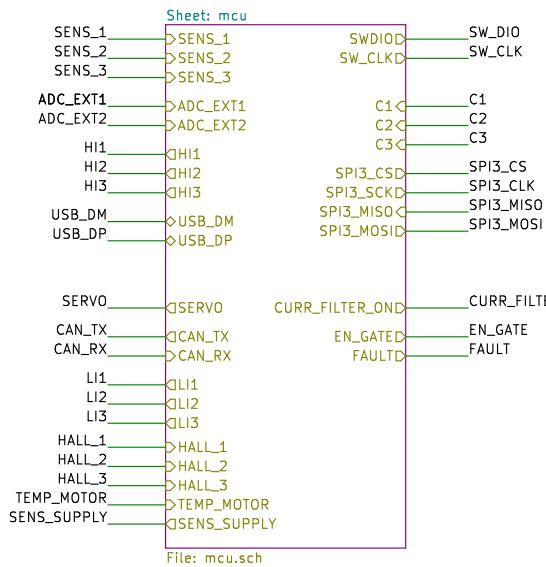 Sheet: mcu
SENS_1 SENS_1 SWDIO SW_DIO
SENS_2 SENS_2 SW_CLK SW_CLK
SENS_3 SENS_3
ADC_EXT1 ADC_EXT1 C1 C1
ADC_EXT2 ADC_EXT2 C2 C2
C3 C3
HI1 HI1
HI2 HI2 SPI3_CS SPI3_CS
HI3 HI3 SPI3_SCK SPI3_CLK
SPI3_MISO SPI3_MISO
USB_DM USB_DM SPI3_MOSI SPI3_MOSI
USB_DP USB_DP
SERVO SERVO CURR_FILTER_ON CURR_FILTE
CAN_TX CAN_TX EN_GATE EN_GATE
CAN_RX CAN_RX FAULT FAULT
LI1 LI1
LI2 LI2
LI3 LI3
HALL_1 HALL_1
HALL_2 HALL_2
HALL_3 HALL_3
TEMP_MOTOR TEMP_MOTOR
SENS_SUPPLY SENS_SUPPLY
File: mcu.sch